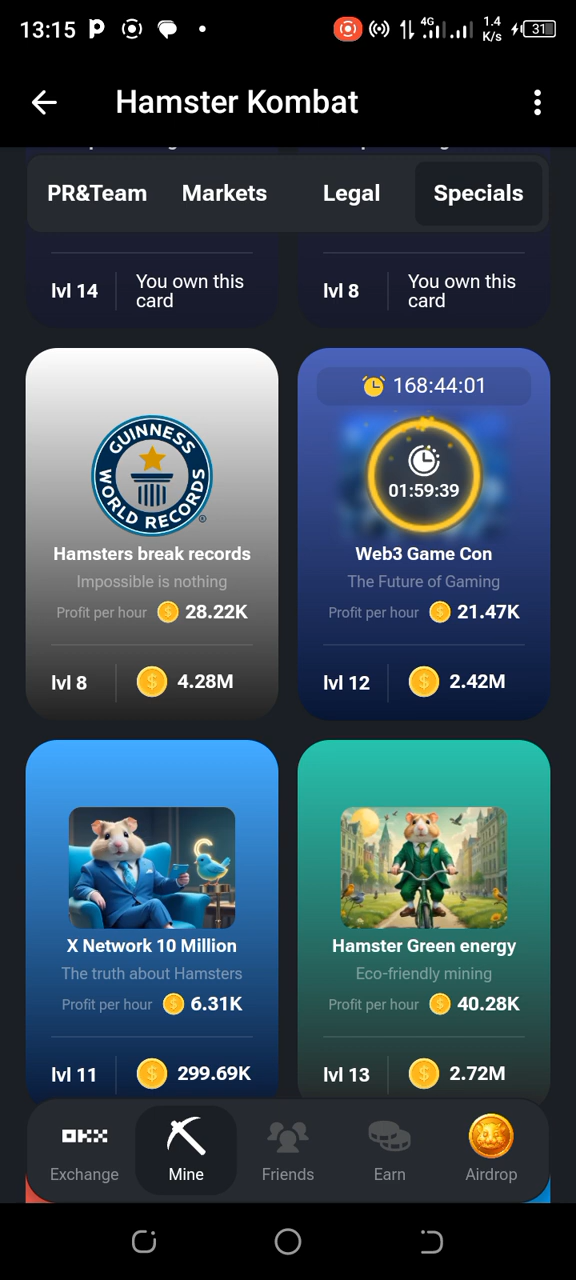 13:15
4G
1.4
K/s
31
Hamster Kombat
PR&Team
Markets
Legal
Specials
lvl 14
You own this
card
lvl 8
You own this
card
GUINNESS
WORLD RECORDS
®
Hamsters break records
Impossible is nothing
Profit per hour
28.22K
lvl 8
4.28M
168:44:01
01:59:39
Web3 Game Con
The Future of Gaming
Profit per hour
21.47K
lvl 12
2.42M
X Network 10 Million
The truth about Hamsters
Profit per hour
6.31K
lvl 11
299.69K
Hamster Green energy
Eco-friendly mining
Profit per hour
40.28K
lvl 13
2.72M
OKX
Exchange
Mine
Friends
Earn
Airdrop